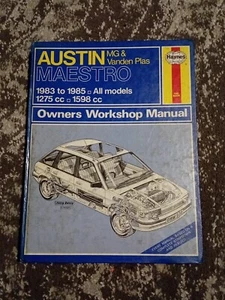 AUSTIN MG &
Vanden Plas
MAESTRO
Haynes
1983 to 1985 □ All models
1275 cc □ 1598 cc
Owners Workshop Manual